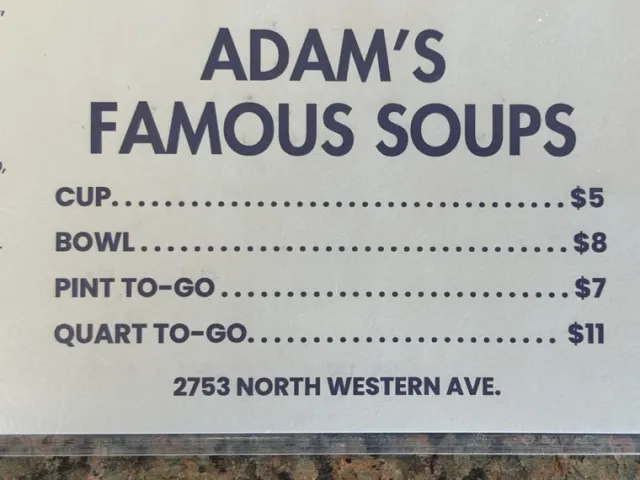 ADAM'S
FAMOUS SOUPS
CUP....................................$5
BOWL.................................$8
PINT TO-GO...........................$7
QUART TO-GO........................ $11
2753 NORTH WESTERN AVE.